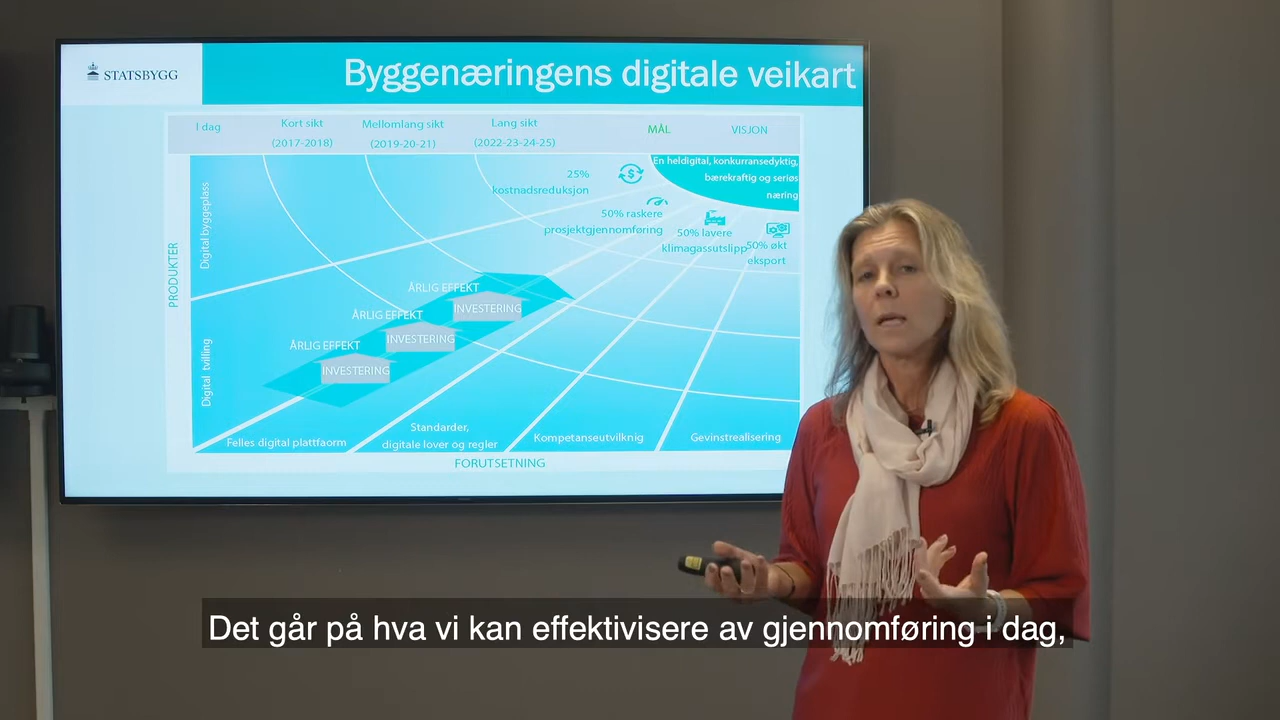 STATSBYGG
Byggenæringens digitale veikart
I dag
Kort sikt
(2017-2018)
Mellomlang sikt
(2019-20-21)
Lang sikt
(2022-23-24-25)
MÅL
VISJON
En heldigital, konkurransedyktig,
bærekraftig og seriøs
næring
25%
kostnadsreduksjon
50% raskere
prosjektgjennomføring
50% lavere
klimagassutslipp
50% økt
eksport
PRODUKTER
Digital byggeplass
Digital tvilling
ÅRLIG EFFEKT
INVESTERING
ÅRLIG EFFEKT
INVESTERING
ÅRLIG EFFEKT
INVESTERING
Felles digital plattfaorm
Standarder,
digitale lover og regler
Kompetanseutvilknig
Gevinstrealisering
FORUTSETNING
Det går på hva vi kan effektivisere av gjennomføring i dag,